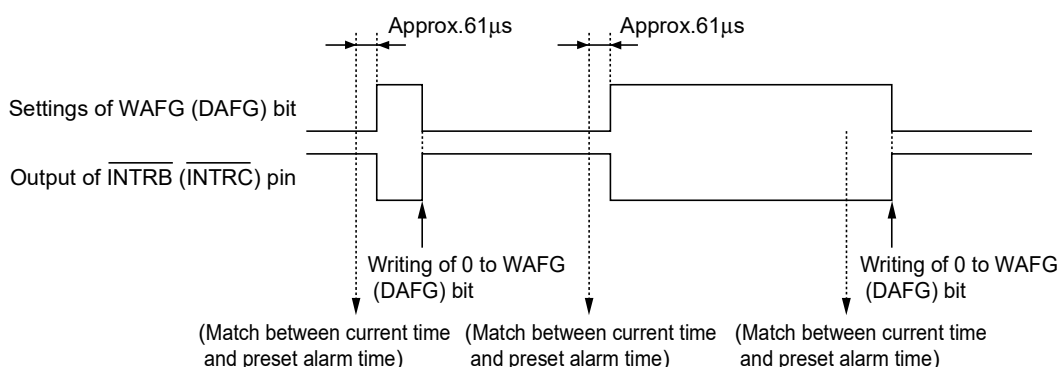 Approx.61μs
Approx.61μs
Settings of WAFG (DAFG) bit
Output of INTRB (INTRC) pin
Writing of 0 to WAFG
(DAFG) bit
Writing of 0 to WAFG
(DAFG) bit
(Match between current time
and preset alarm time)
(Match between current time
and preset alarm time)
(Match between current time
and preset alarm time)